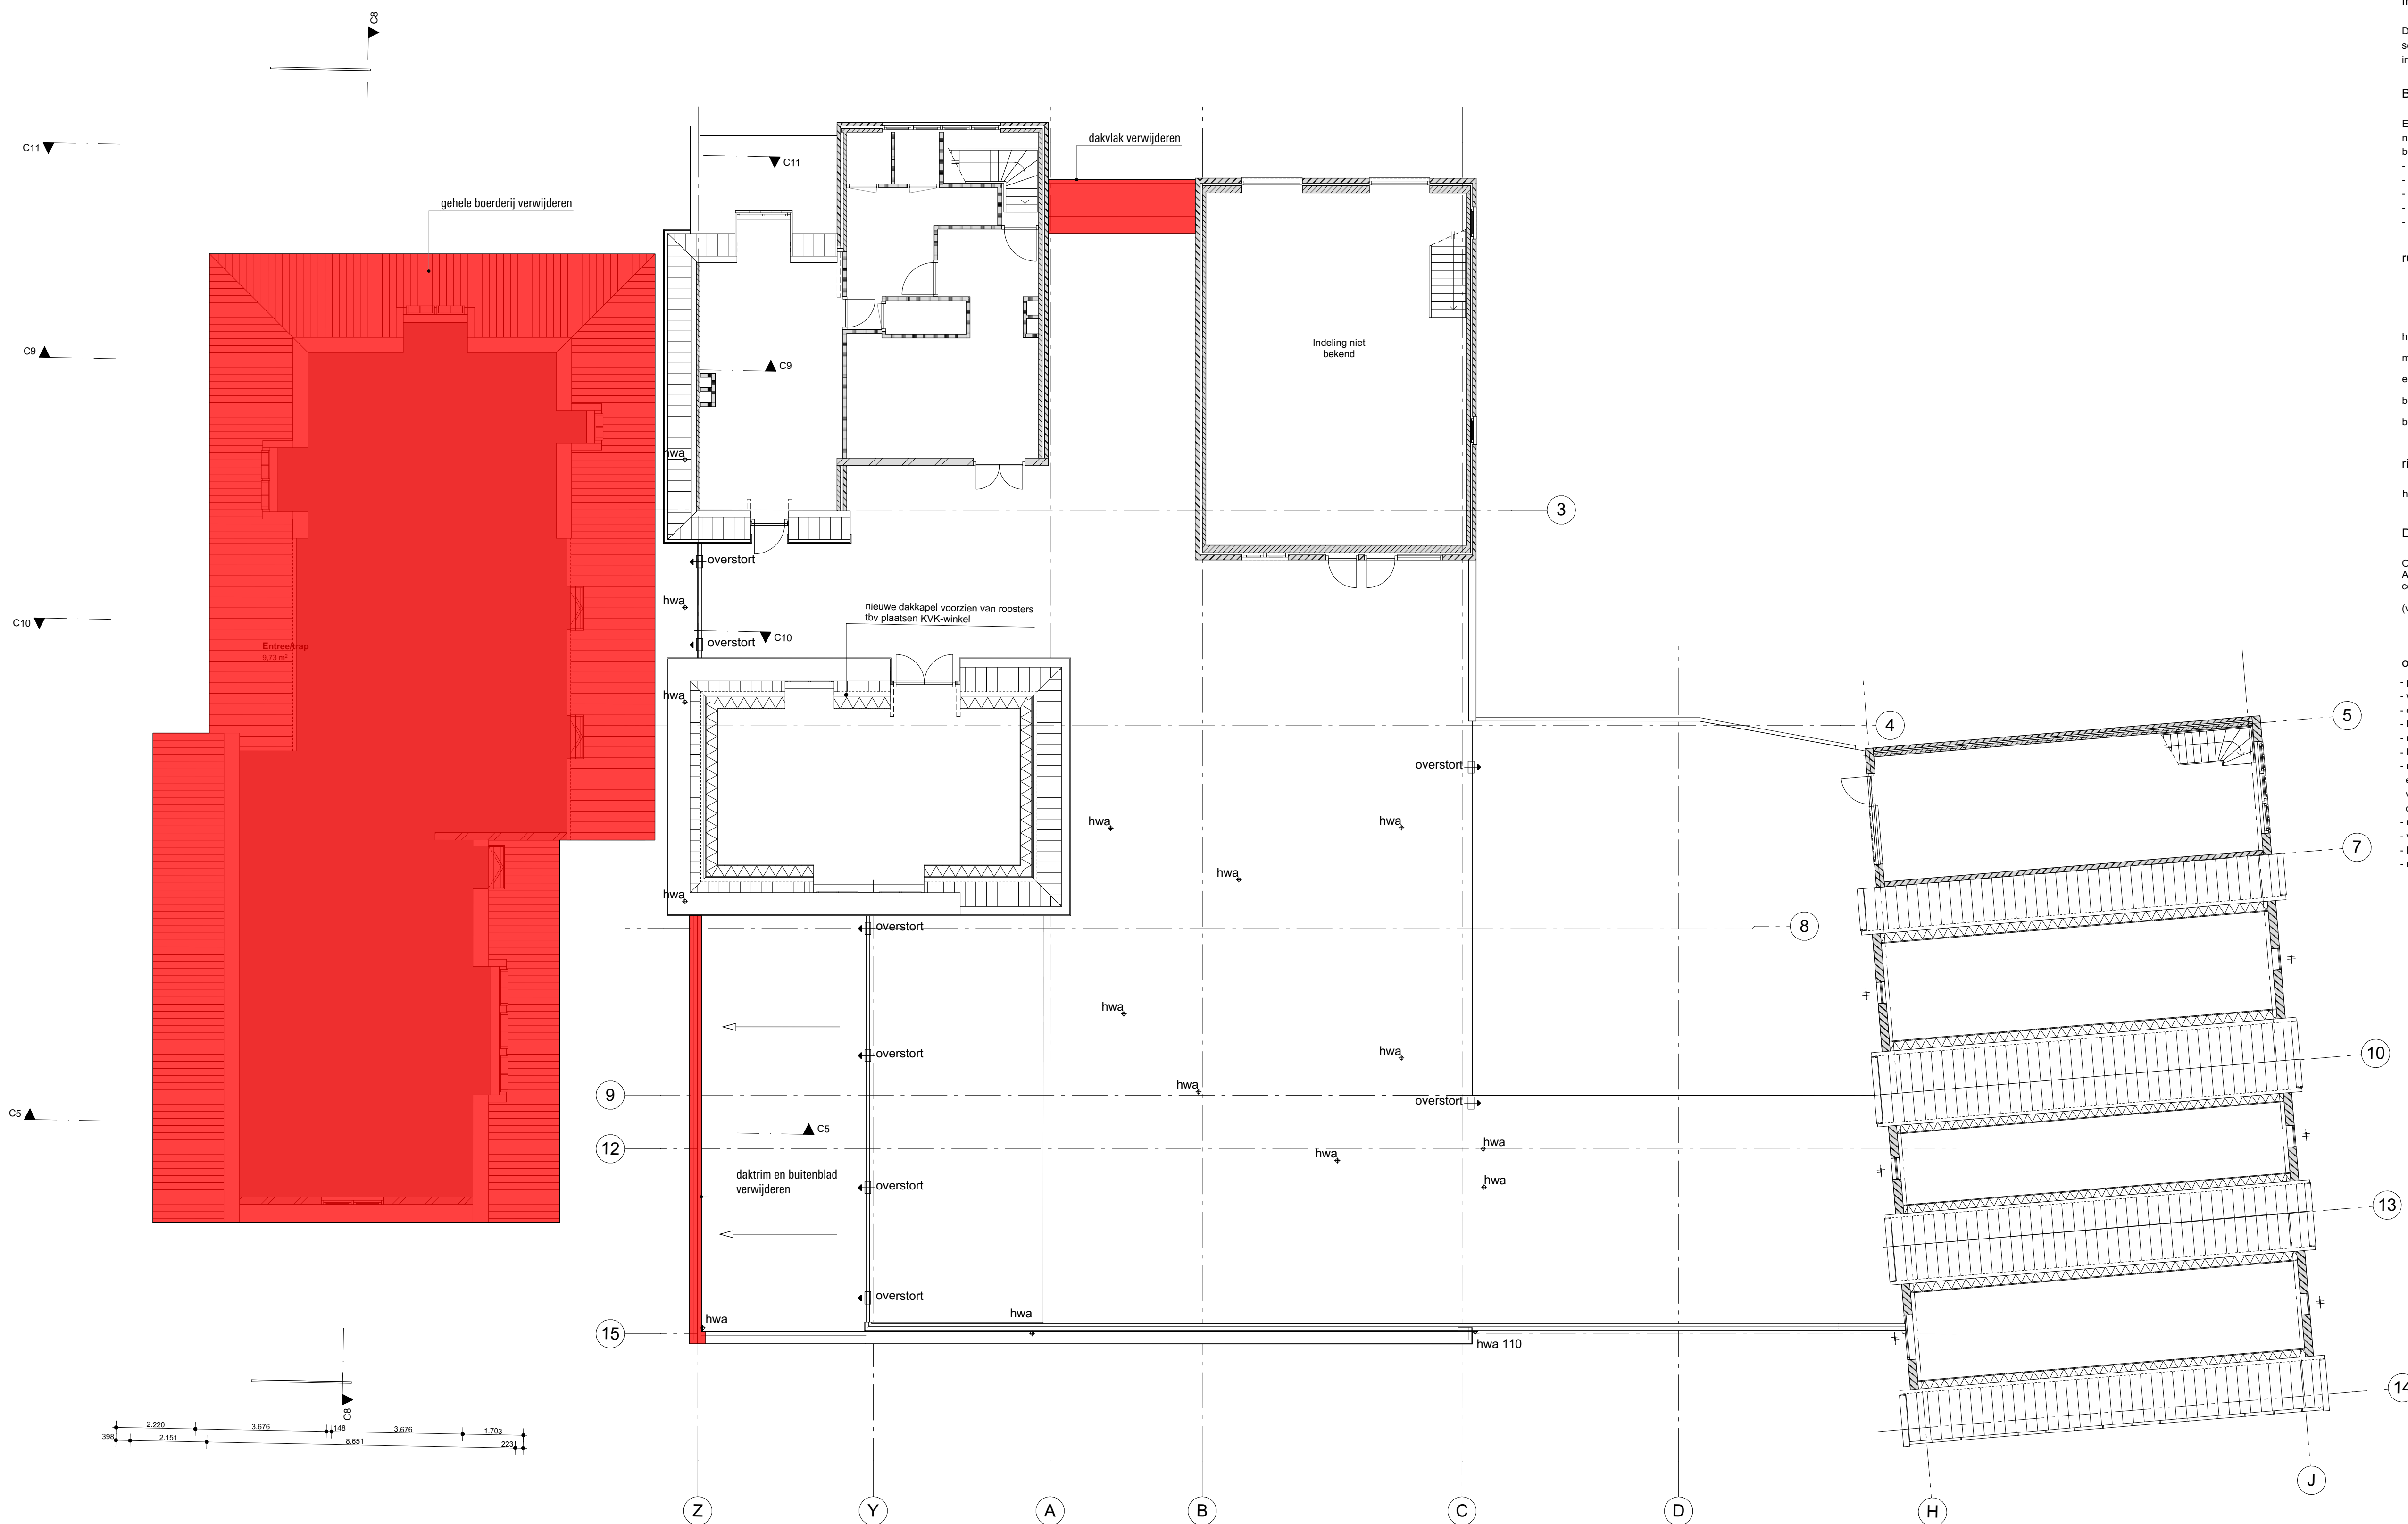 C8
C11
C11
dakvlak verwijderen
gehele boerderij verwijderen
C9
C9
Indeling niet
bekend
hwa
3
overstort
hwa
nieuwe dakkapel voorzien van roosters
tbv plaatsen KVK-winkel
C10
C10
overstort
Entree/trap
9,73 m²
hwa
4
5
overstort
hwa
hwa
7
hwa
hwa
overstort
8
hwa
overstort
hwa
10
hwa
9
overstort
C5
C5
12
hwa
hwa
daktrim en buitenblad
verwijderen
overstort
hwa
13
overstort
hwa
hwa
15
hwa 110
14
C8
2.220
3.676
148
3.676
1.703
398
2.151
8.651
223
Z
Y
A
B
C
D
H
J